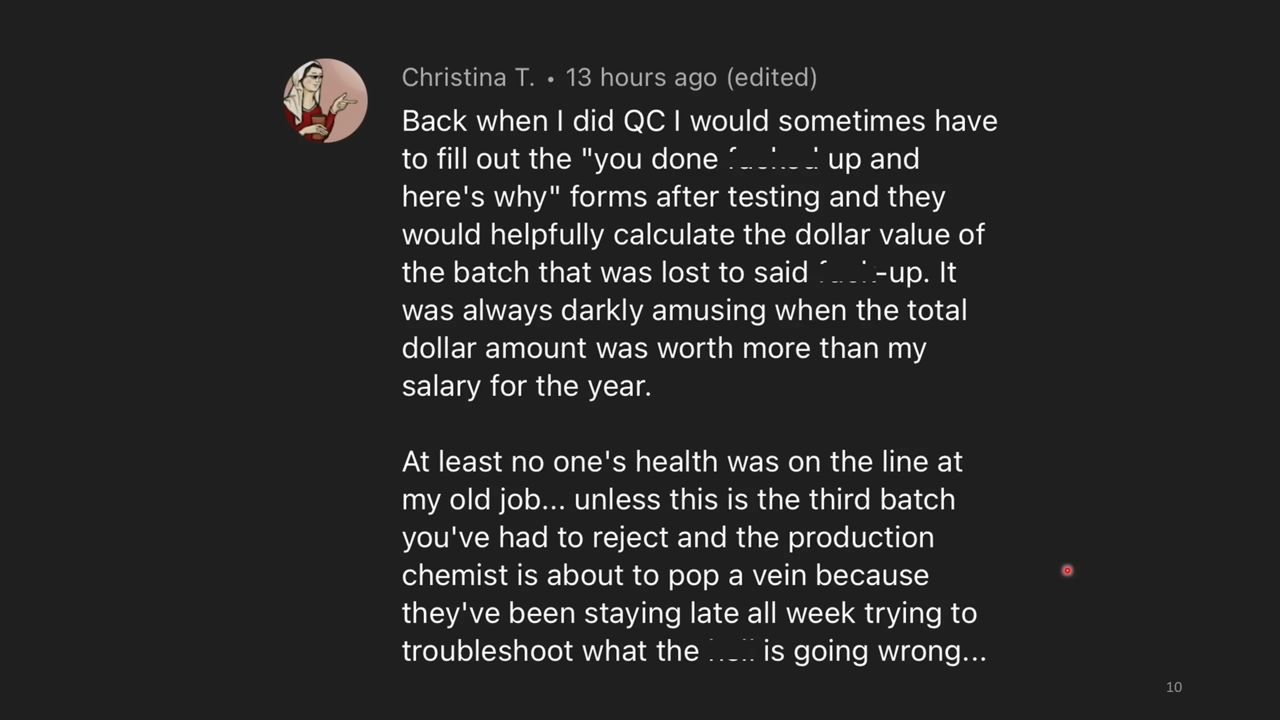 Christina T. • 13 hours ago (edited)
Back when I did QC I would sometimes have
to fill out the "you done up and
here's why" forms after testing and they
would helpfully calculate the dollar value of
the batch that was lost to said -up. It
was always darkly amusing when the total
dollar amount was worth more than my
salary for the year.
At least no one's health was on the line at
my old job... unless this is the third batch
you've had to reject and the production
chemist is about to pop a vein because
they've been staying late all week trying to
troubleshoot what the is going wrong...
10